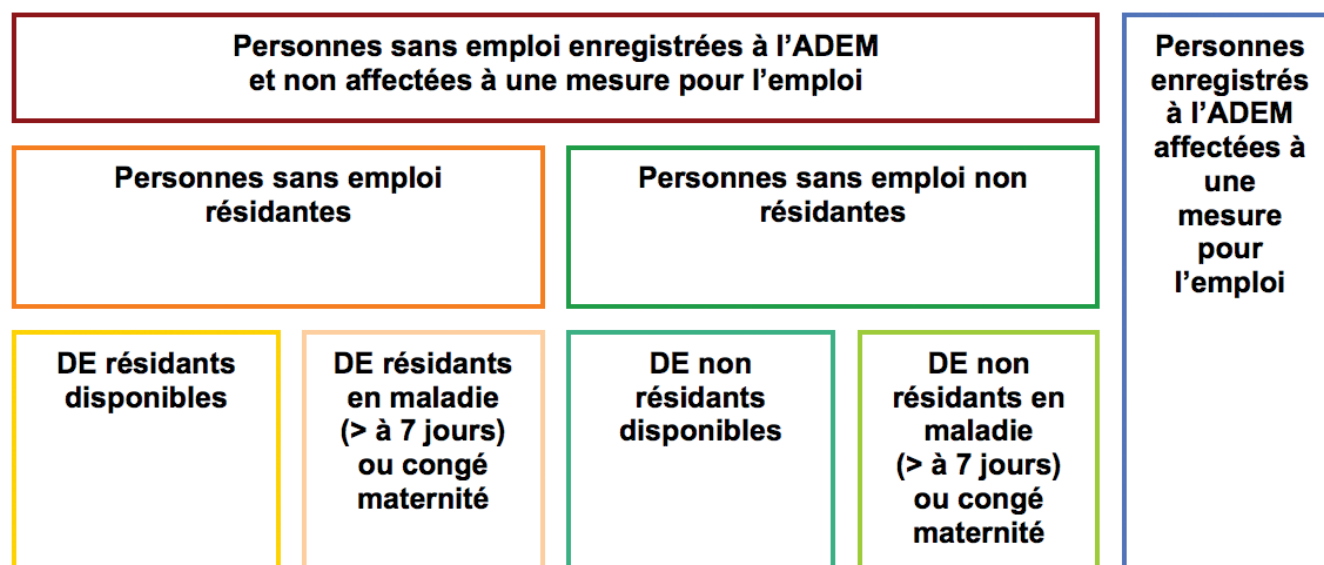 Personnes sans emploi enregistrées à l’ADEM
et non affectées à une mesure pour l’emploi
Personnes
enregistrés
à l’ADEM
affectées à
une
mesure
pour
l’emploi
Personnes sans emploi
résidantes
Personnes sans emploi non
résidantes
DE résidants
disponibles
DE résidants
en maladie
(> à 7 jours)
ou congé
maternité
DE non
résidants
disponibles
DE non
résidants en
maladie
(> à 7 jours)
ou congé
maternité